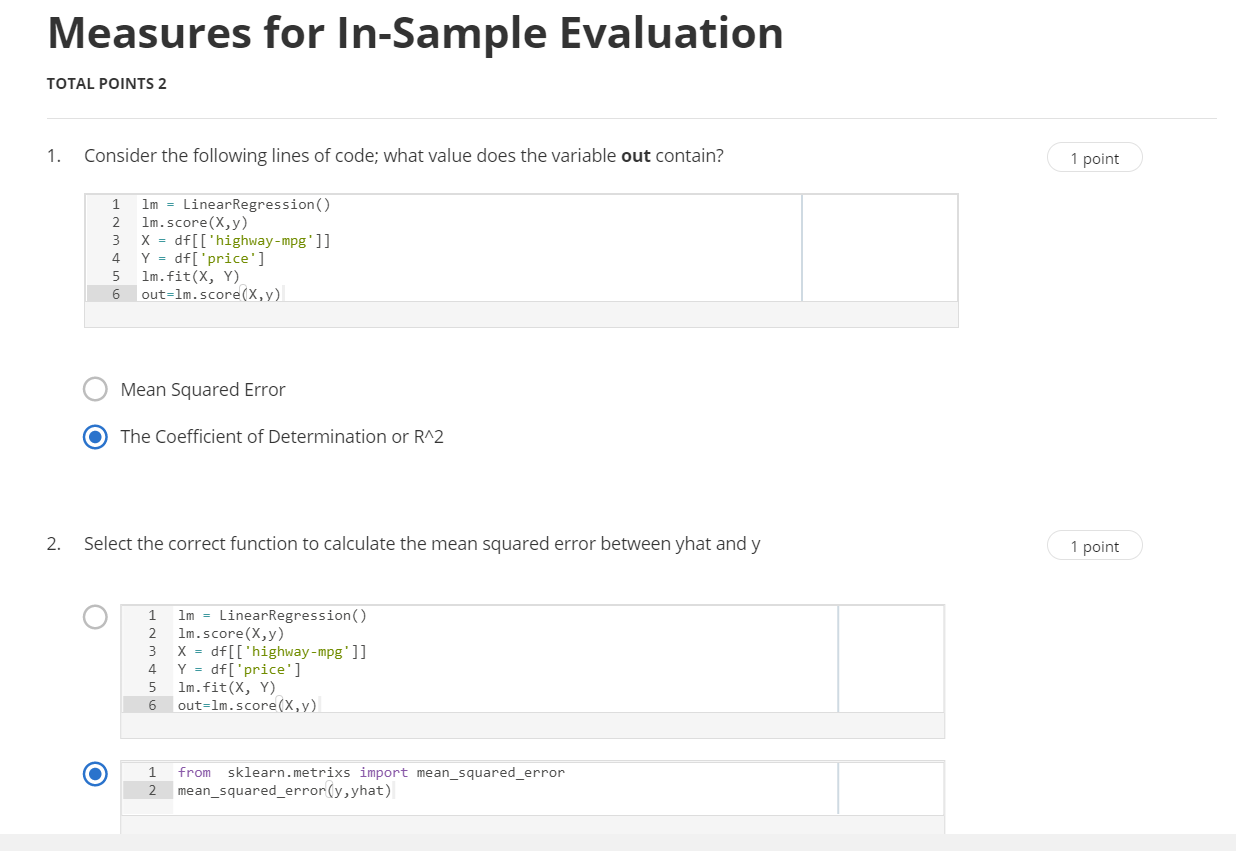 Measures for In-Sample Evaluation
TOTAL POINTS 2
1. Consider the following lines of code; what value does the variable out contain?
1 point
1 lm = LinearRegression()
2 lm.score(X,y)
3 X = df[['highway-mpg']]
4 Y = df['price']
5 lm.fit(X, Y)
6 out=lm.score(X,y)
Mean Squared Error
The Coefficient of Determination or R^2
2. Select the correct function to calculate the mean squared error between yhat and y
1 point
1 lm = LinearRegression()
2 lm.score(X,y)
3 X = df[['highway-mpg']]
4 Y = df['price']
5 lm.fit(X, Y)
6 out=lm.score(X,y)
1 from  sklearn.metrixs import mean_squared_error
2 mean_squared_error(y,yhat)